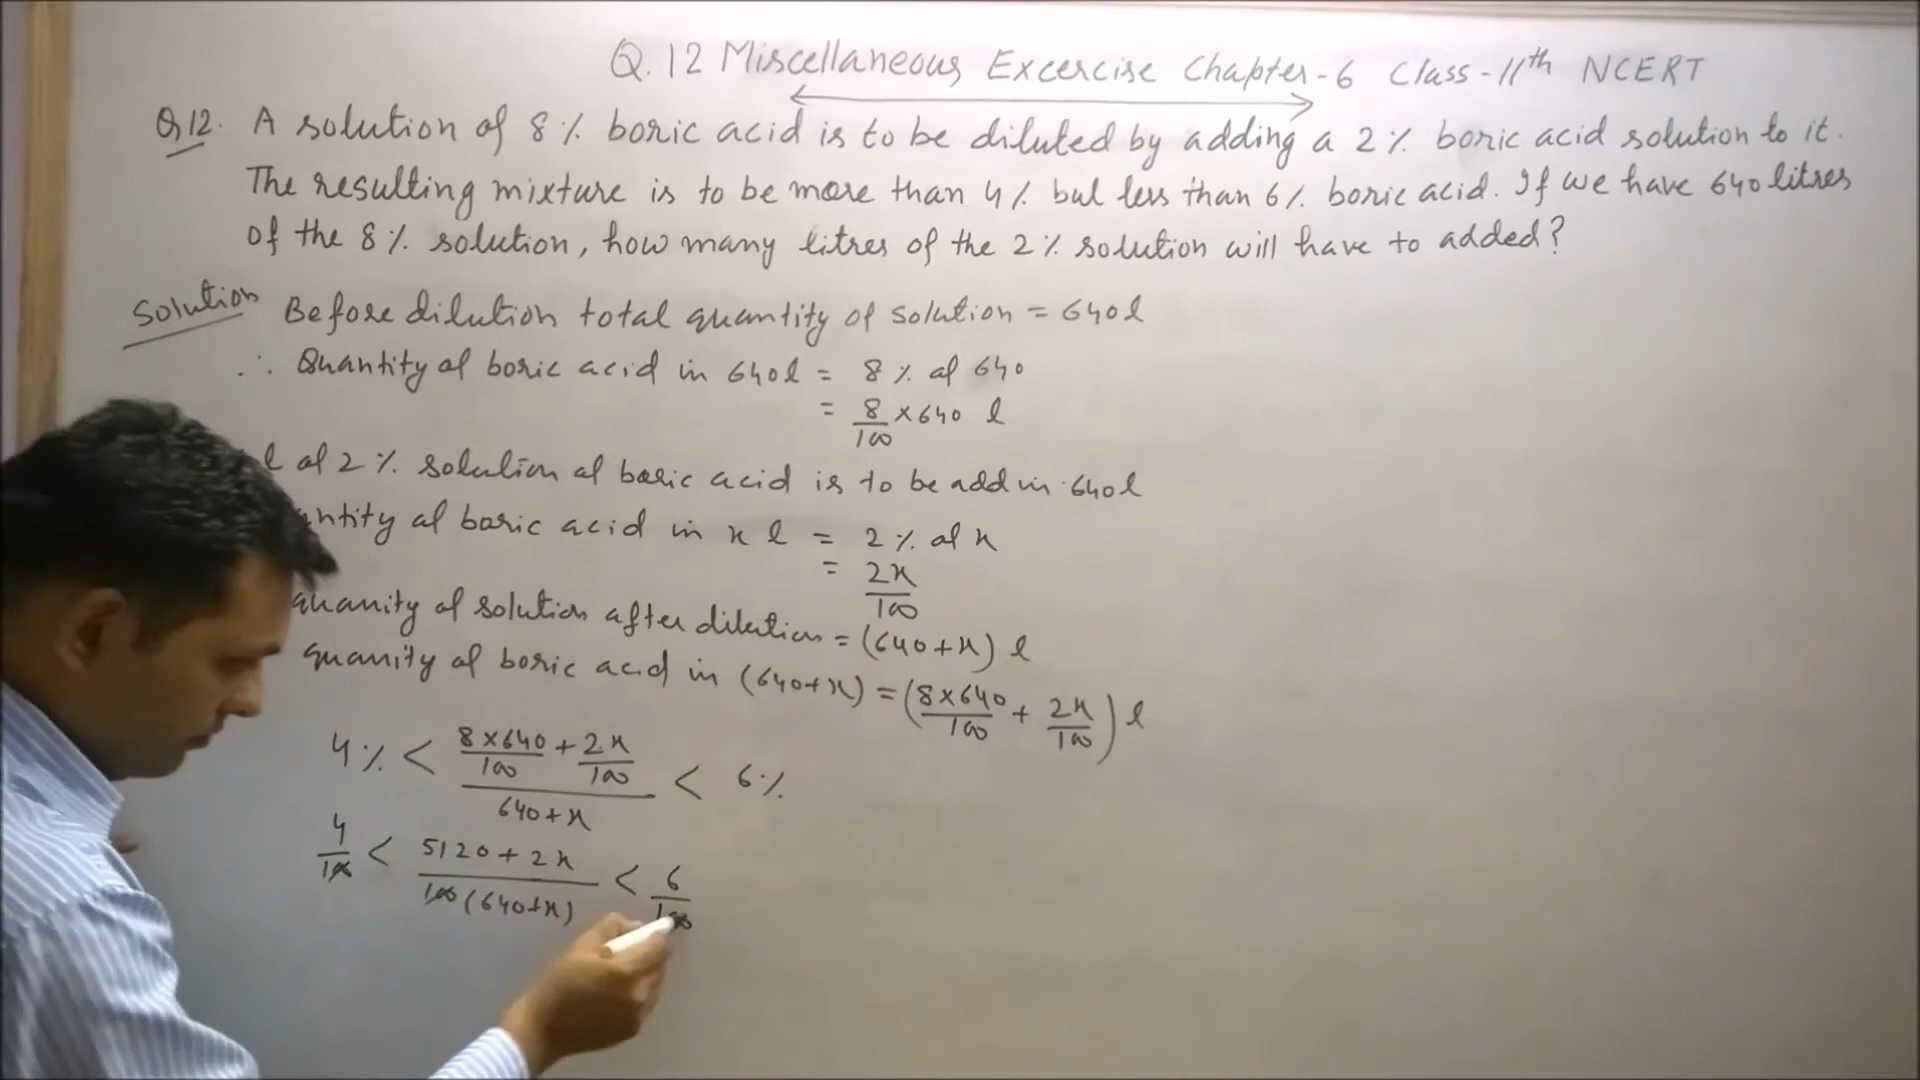 Q.12 Miscellaneous Excercise Chapter-6 Class-11th NCERT
Q12. A solution of 8% boric acid is to be diluted by adding a 2% boric acid solution to it.
The resulting mixture is to be more than 4% but less than 6% boric acid. If we have 640 litres
of the 8% solution, how many litres of the 2% solution will have to added?
Solution Before dilution total quantity of solution = 640l
∴ Quantity of boric acid in 640l = 8% of 640
= 8/100 × 640 l
l of 2% solution of boric acid is to be add in 640l
antity of boric acid in x l = 2% of x
= 2x/100
quanity of solution after dilution = (640+x) l
quanity of boric acid in (640+x) = (8×640/100 + 2x/100) l
4% < (8×640/100 + 2x/100)/(640+x) < 6%
4/100 < (5120+2x)/(100(640+x)) < 6/100